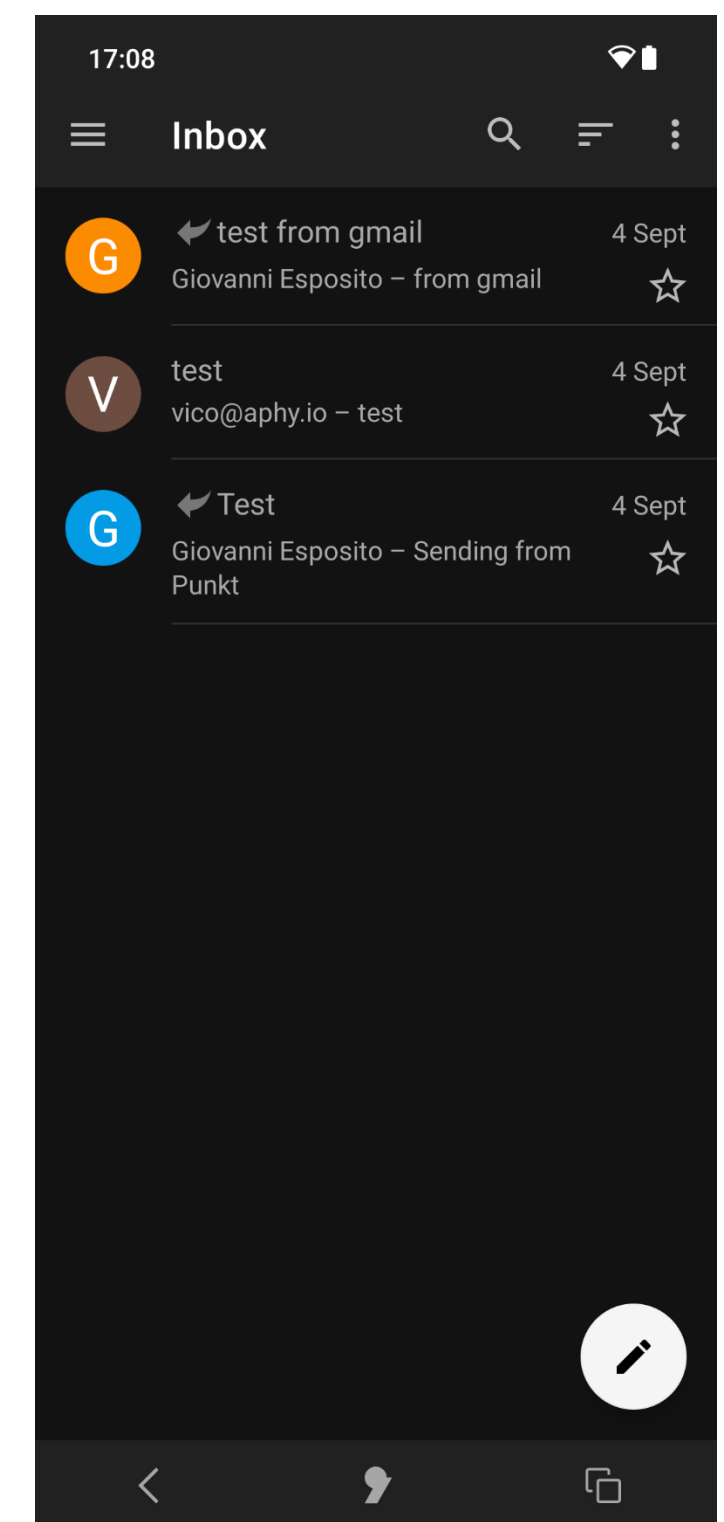 17:08
Inbox
G
test from gmail
4 Sept
Giovanni Esposito – from gmail
V
test
4 Sept
vico@aphy.io – test
G
Test
4 Sept
Giovanni Esposito – Sending from
Punkt